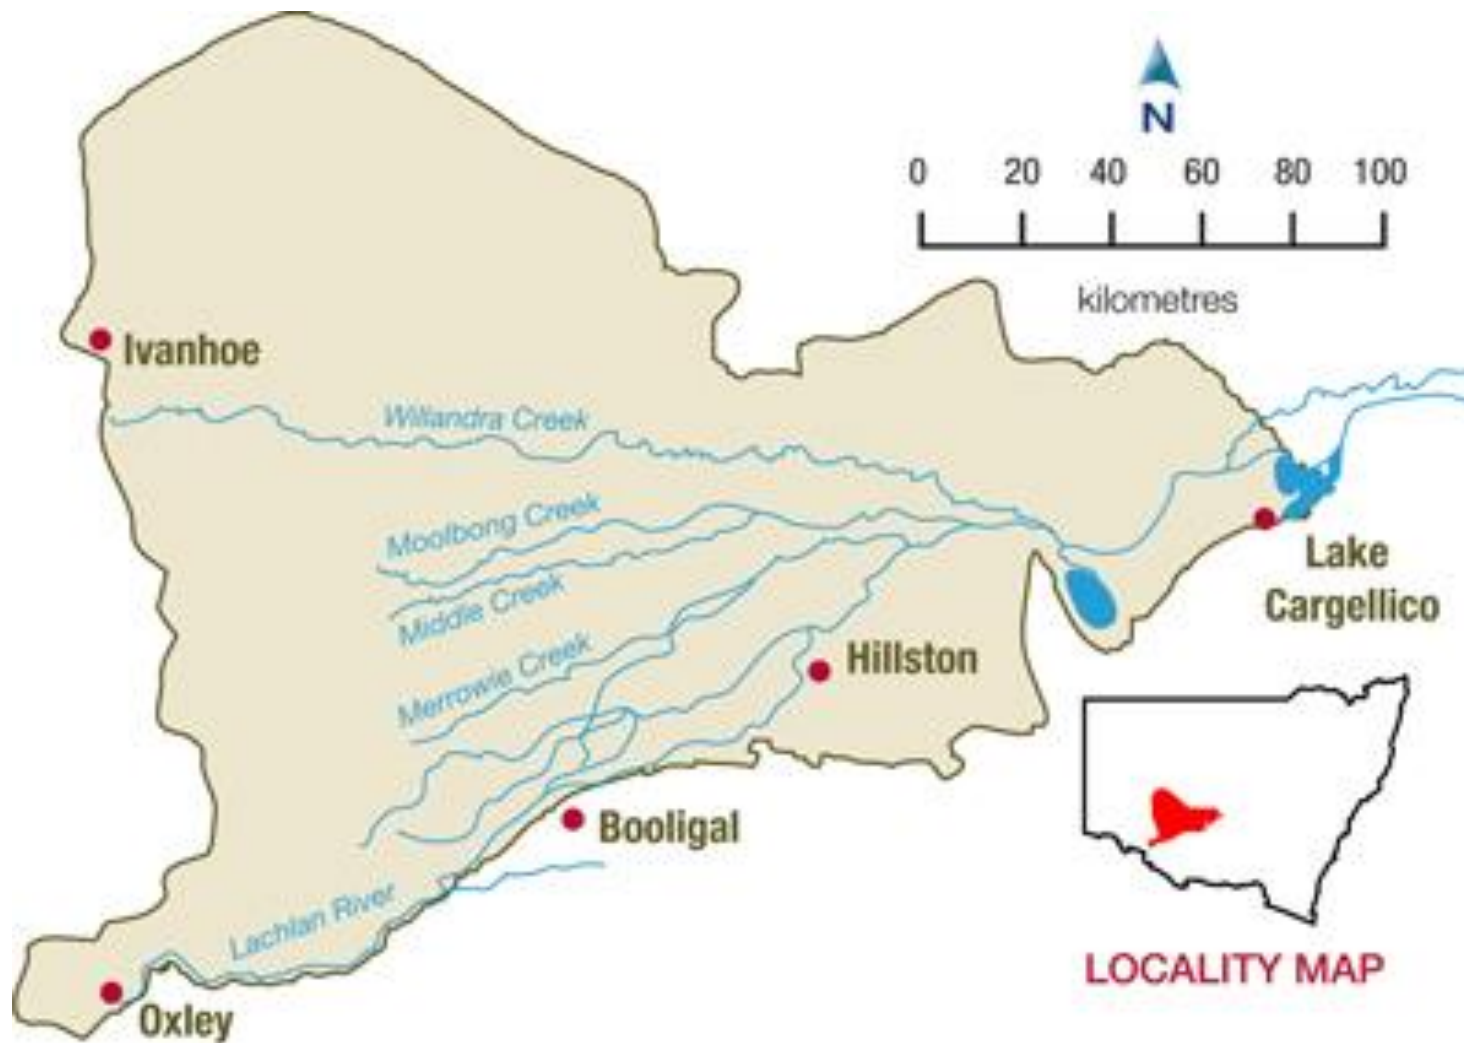 N
0 20 40 60 80 100
kilometres
Ivanhoe
Willandra Creek
Moolbong Creek
Middle Creek
Merrowie Creek
Lake
Cargellico
Hillston
Booligal
Lachlan River
LOCALITY MAP
Oxley